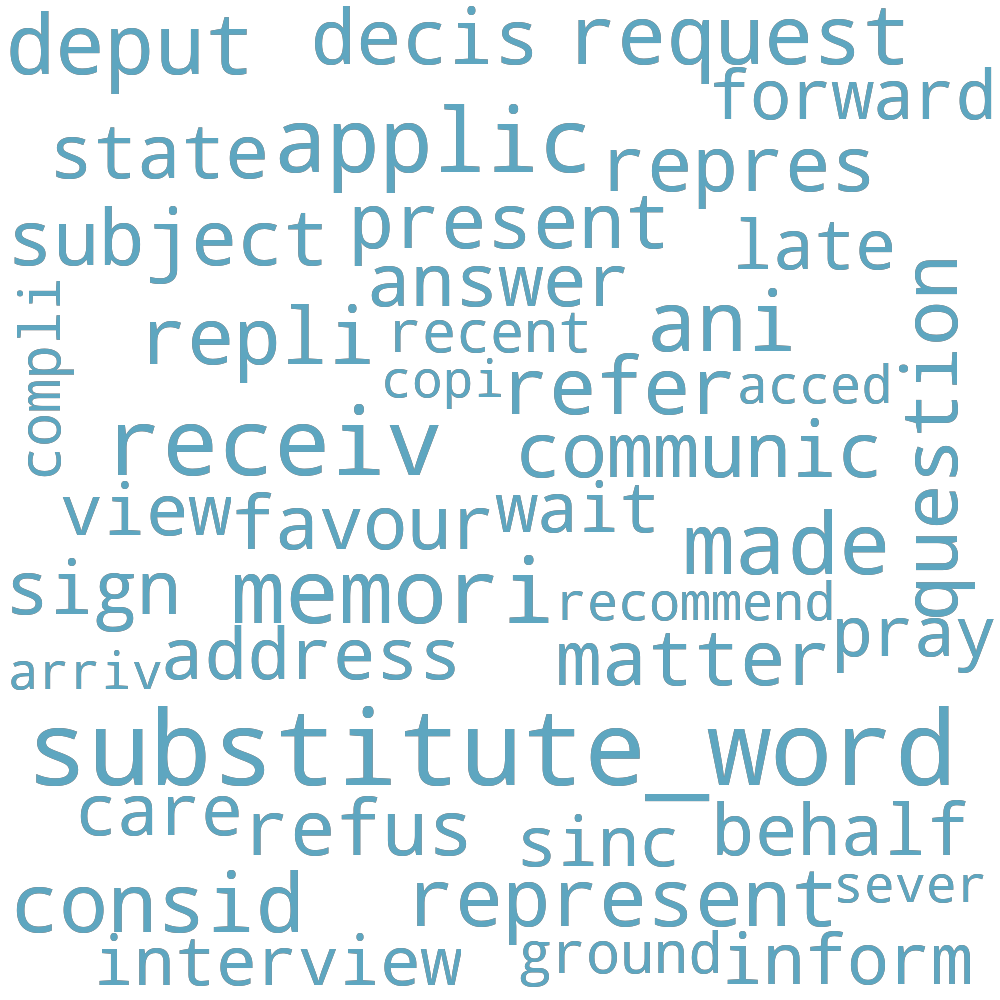 deput decis request
forward
state applic repres
subject present late
answer
compli repli recent ani question
copi refer acced
receiv communic
view favour wait made
sign memori recommend
arriv address matter pray
substitute_word
care refus sinc behalf
consid represent sever
interview ground inform